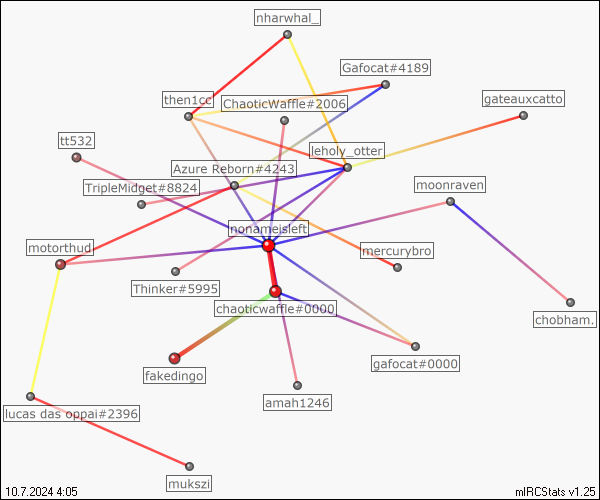 nharwhal_
Gafocat#4189
then1cc
ChaoticWaffle#2006
gateauxcatto
tt532
leholy_otter
Azure Reborn#4243
TripleMidget#8824
moonraven
nonameisleft
motorthud
mercurybro
Thinker#5995
chaoticwaffle#0000
chobham.
gafocat#0000
fakedingo
amah1246
lucas das oppai#2396
mukszi
10.7.2024 4:05
mIRCStats v1.25